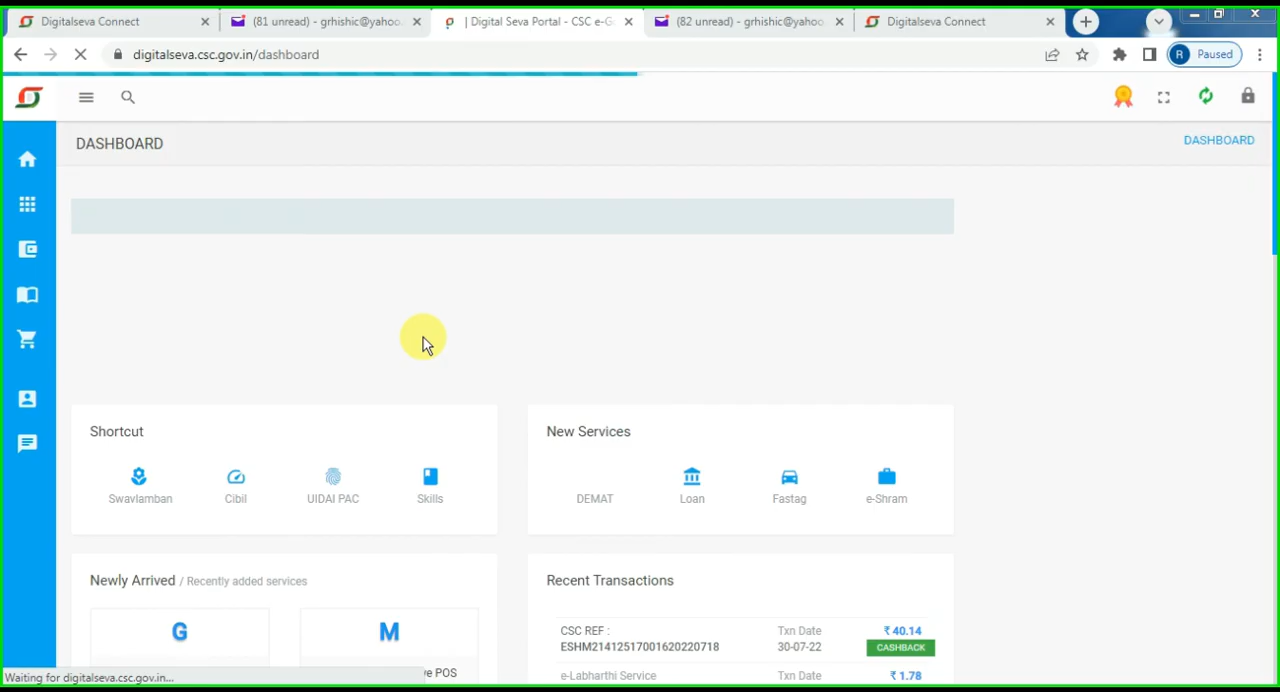 Digitalseva Connect
(81 unread) - grhishic@yahoo.
| Digital Seva Portal - CSC e-G
(82 unread) - grhishic@yahoo.
Digitalseva Connect
digitalseva.csc.gov.in/dashboard
R Paused
DASHBOARD
DASHBOARD
Shortcut
Swavlamban
Cibil
UIDAI PAC
Skills
New Services
DEMAT
Loan
Fastag
e-Shram
Newly Arrived / Recently added services
G
M
ve POS
Recent Transactions
CSC REF :
Txn Date
₹ 40.14
ESHM21412517001620220718
30-07-22
CASHBACK
e-Labharthi Service
Txn Date
₹ 1.78
Waiting for digitalseva.csc.gov.in...